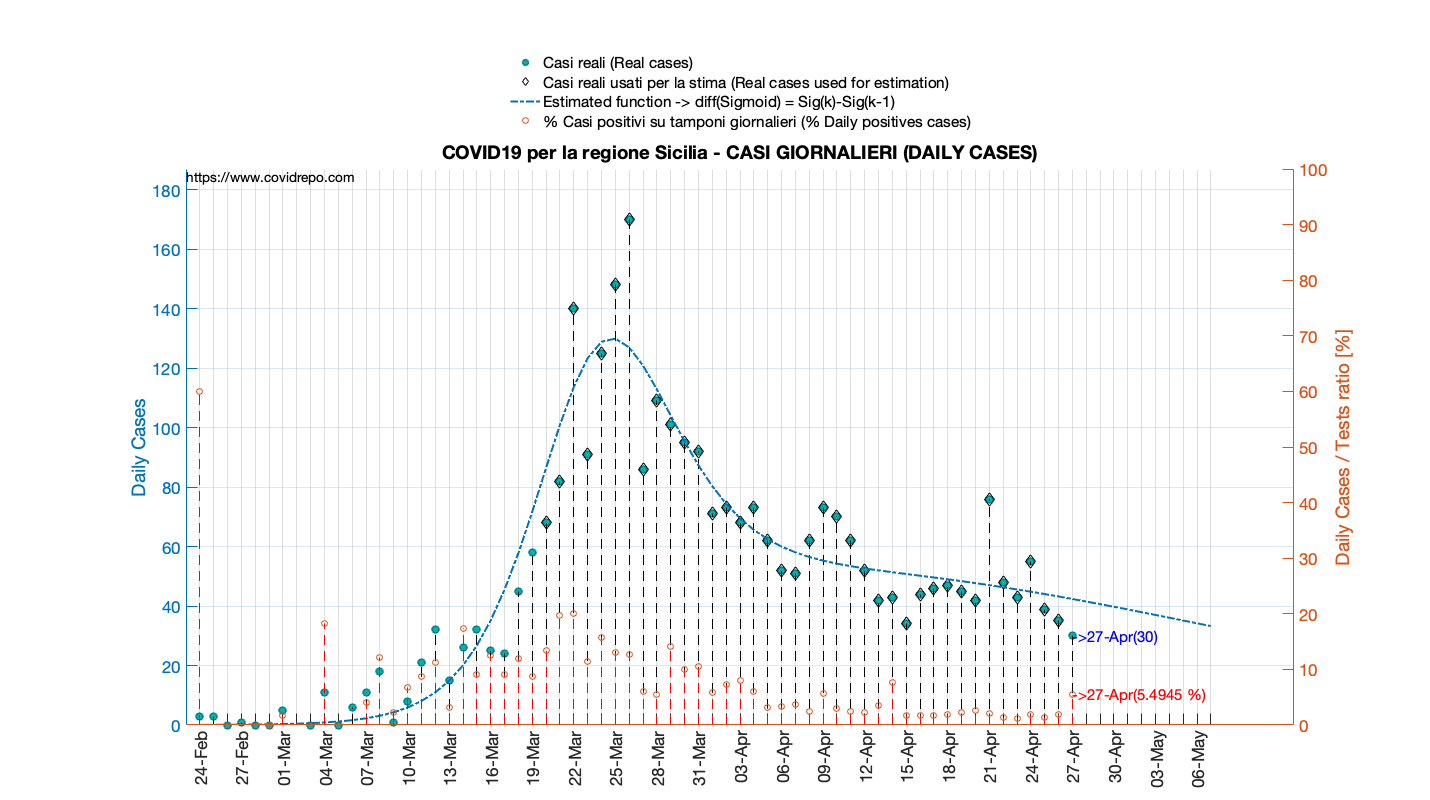 Casi reali (Real cases)
Casi reali usati per la stima (Real cases used for estimation)
Estimated function -> diff(Sigmoid) = Sig(k)-Sig(k-1)
% Casi positivi su tamponi giornalieri (% Daily positives cases)
COVID19 per la regione Sicilia - CASI GIORNALIERI (DAILY CASES)
https://www.covidrepo.com
Daily Cases
180
160
140
120
100
80
60
40
20
0
100
90
80
70
60
50
40
30
20
10
0
Daily Cases / Tests ratio [%]
>27-Apr(30)
>27-Apr(5.4945 %)
24-Feb
27-Feb
01-Mar
04-Mar
07-Mar
10-Mar
13-Mar
16-Mar
19-Mar
22-Mar
25-Mar
28-Mar
31-Mar
03-Apr
06-Apr
09-Apr
12-Apr
15-Apr
18-Apr
21-Apr
24-Apr
27-Apr
30-Apr
03-May
06-May